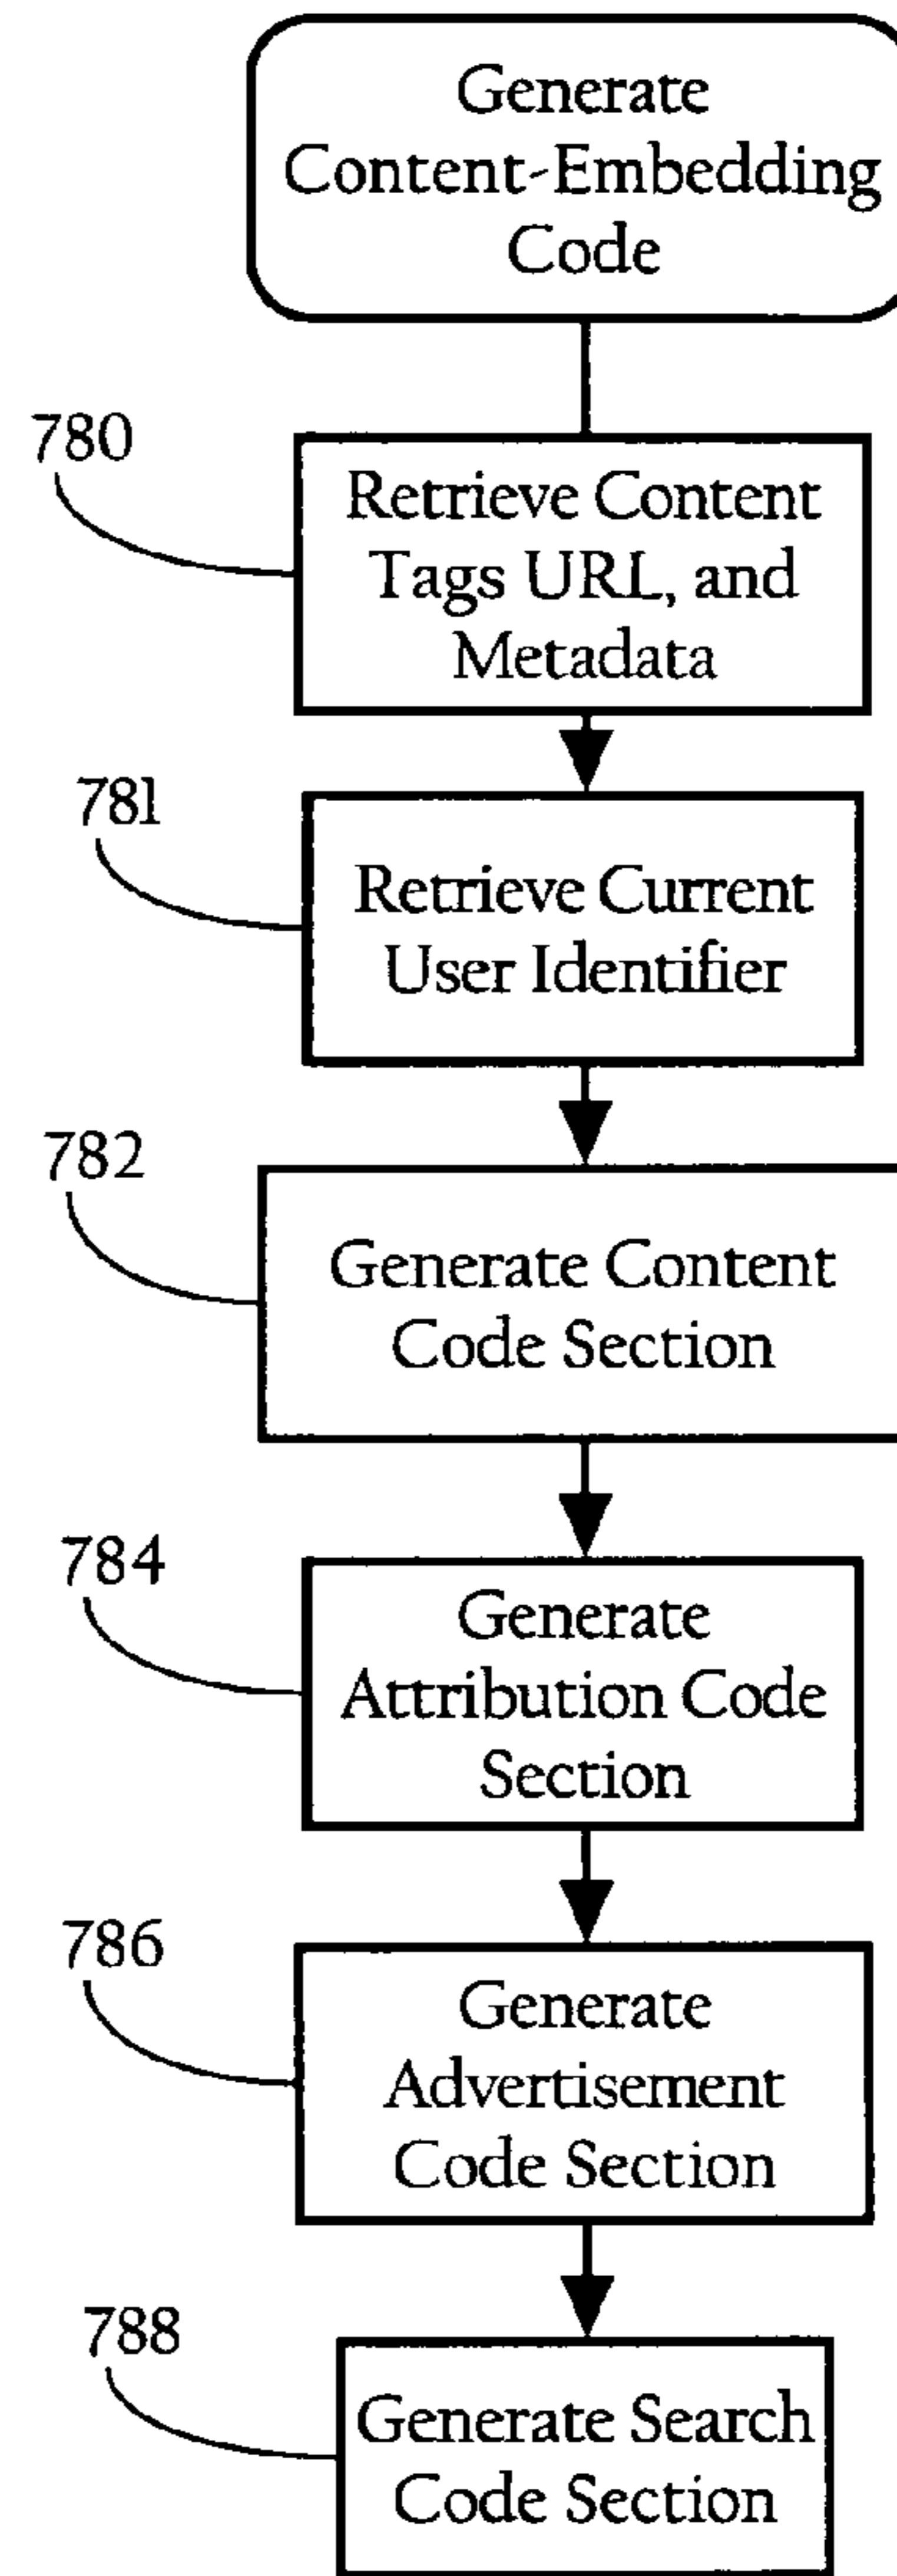 Generate
Content-Embedding
Code
780
Retrieve Content
Tags URL, and
Metadata
781
Retrieve Current
User Identifier
782
Generate Content
Code Section
784
Generate
Attribution Code
Section
786
Generate
Advertisement
Code Section
788
Generate Search
Code Section